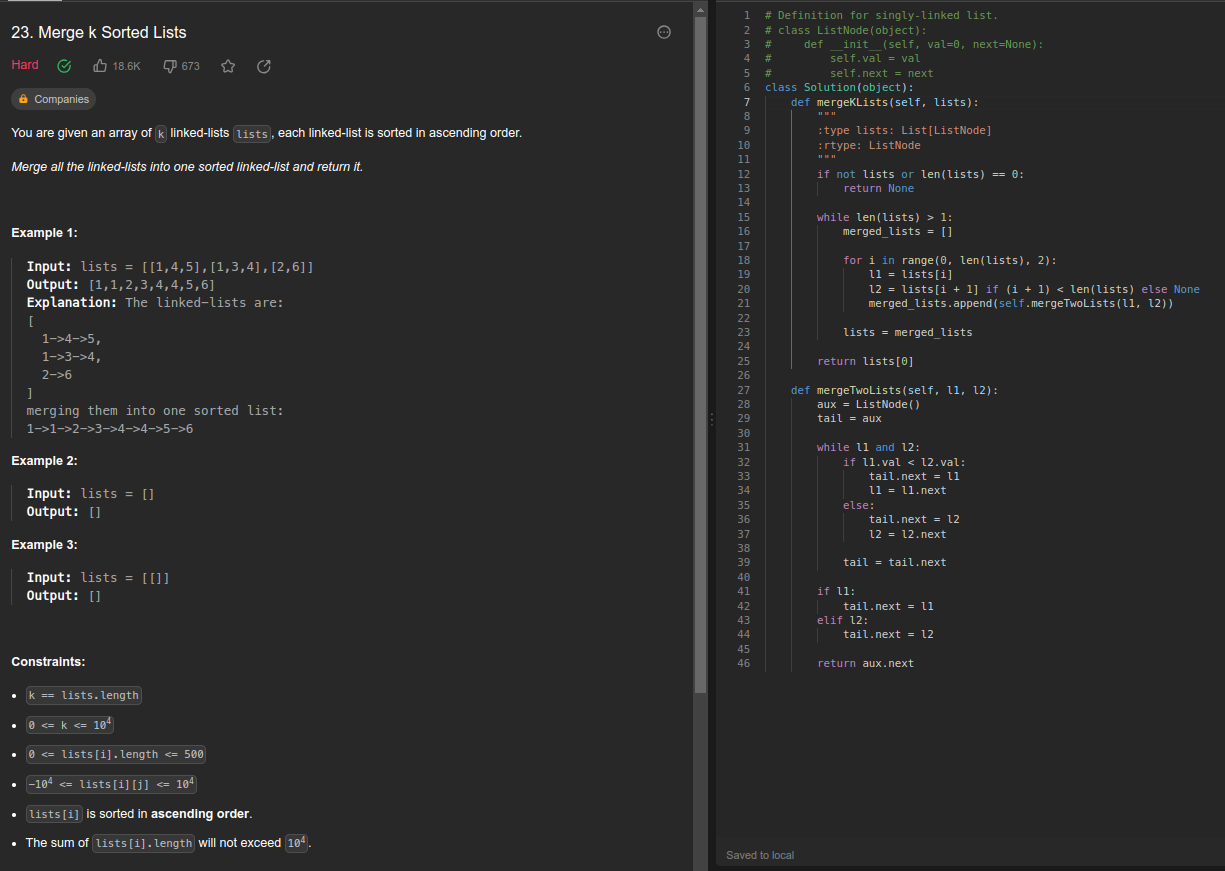 23. Merge k Sorted Lists
Hard 18.6K 673
Companies
You are given an array of k linked-lists lists, each linked-list is sorted in ascending order.
Merge all the linked-lists into one sorted linked-list and return it.
Example 1:
Input: lists = [[1,4,5],[1,3,4],[2,6]]
Output: [1,1,2,3,4,4,5,6]
Explanation: The linked-lists are:
[
  1->4->5,
  1->3->4,
  2->6
]
merging them into one sorted list:
1->1->2->3->4->4->5->6
Example 2:
Input: lists = []
Output: []
Example 3:
Input: lists = [[]]
Output: []
Constraints:
• k == lists.length
• 0 <= k <= 10⁴
• 0 <= lists[i].length <= 500
• -10⁴ <= lists[i][j] <= 10⁴
• lists[i] is sorted in ascending order.
• The sum of lists[i].length will not exceed 10⁴.
1 # Definition for singly-linked list.
2 # class ListNode(object):
3 #     def __init__(self, val=0, next=None):
4 #         self.val = val
5 #         self.next = next
6 class Solution(object):
7     def mergeKLists(self, lists):
8         """
9         :type lists: List[ListNode]
10         :rtype: ListNode
11         """
12         if not lists or len(lists) == 0:
13             return None
14
15         while len(lists) > 1:
16             merged_lists = []
17
18             for i in range(0, len(lists), 2):
19                 l1 = lists[i]
20                 l2 = lists[i + 1] if (i + 1) < len(lists) else None
21                 merged_lists.append(self.mergeTwoLists(l1, l2))
22
23             lists = merged_lists
24
25         return lists[0]
26
27     def mergeTwoLists(self, l1, l2):
28         aux = ListNode()
29         tail = aux
30
31         while l1 and l2:
32             if l1.val < l2.val:
33                 tail.next = l1
34                 l1 = l1.next
35             else:
36                 tail.next = l2
37                 l2 = l2.next
38
39             tail = tail.next
40
41         if l1:
42             tail.next = l1
43         elif l2:
44             tail.next = l2
45
46         return aux.next
Saved to local